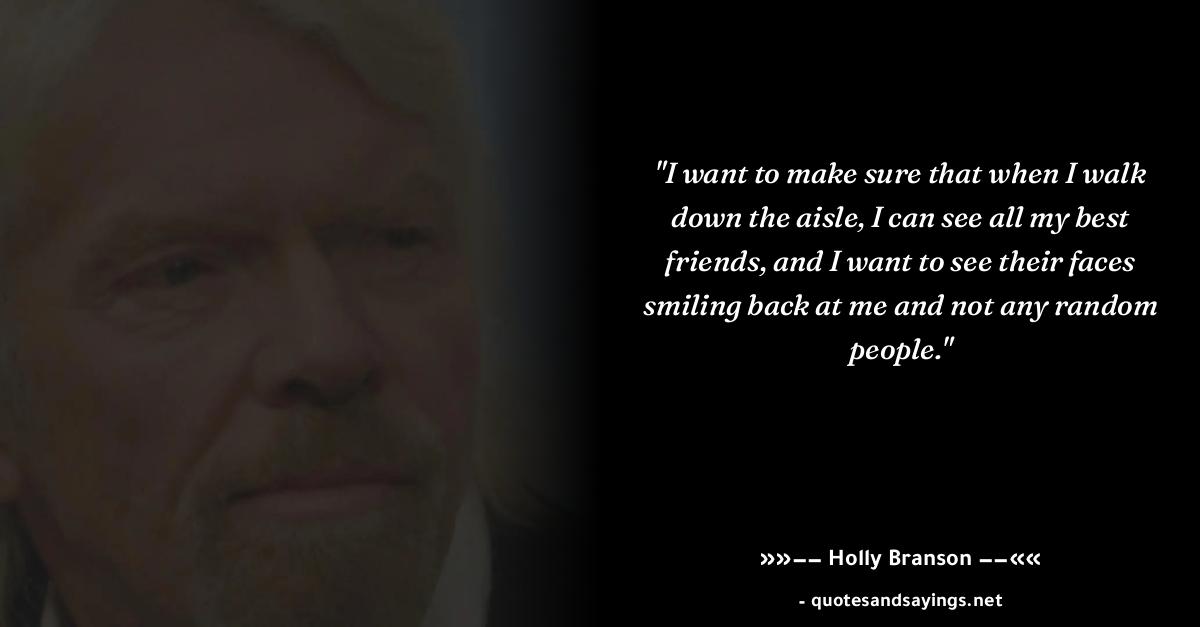 "I want to make sure that when I walk
down the aisle, I can see all my best
friends, and I want to see their faces
smiling back at me and not any random
people."
»»–– Holly Branson ––««
- quotesandsayings.net